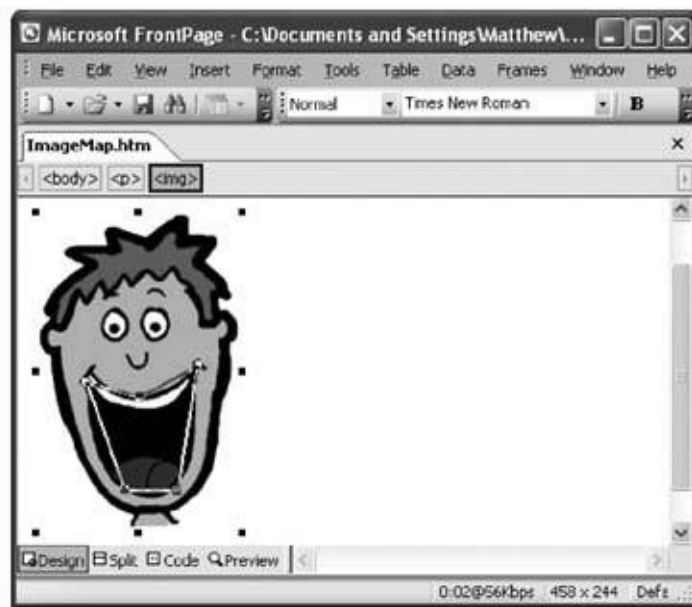 Microsoft FrontPage - C:\Documents and Settings\Matthew\...
File Edit View Insert Format Tools Table Data Frames Window Help
Normal Times New Roman B
ImageMap.htm
<body> <p> <img>
Design Split Code Preview
0:02@56Kbps 458 x 244 Defa